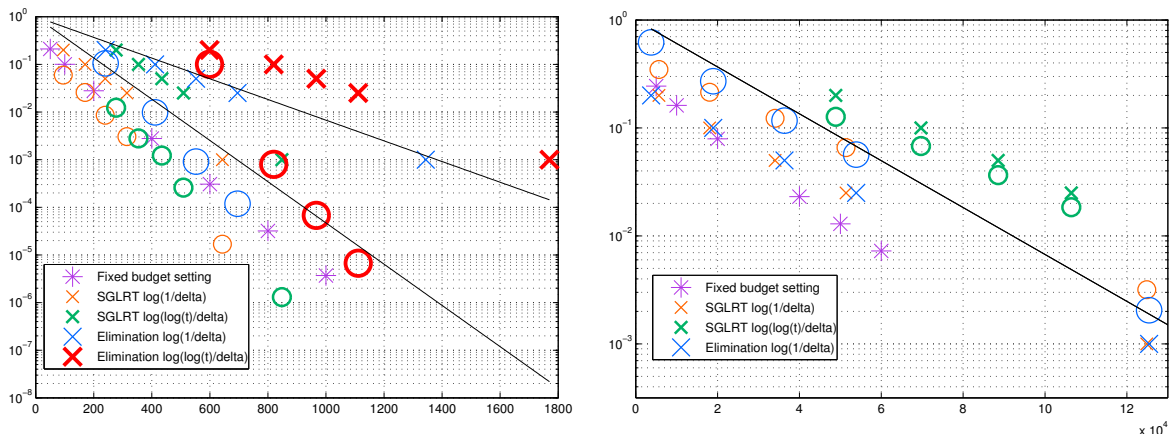 10^0
10^-1
10^-2
10^-3
10^-4
10^-5
10^-6
10^-7
10^-8
0 200 400 600 800 1000 1200 1400 1600 1800
Fixed budget setting
SGLRT log(1/delta)
SGLRT log(log(t)/delta)
Elimination log(1/delta)
Elimination log(log(t)/delta)
10^0
10^-1
10^-2
10^-3
0 2 4 6 8 10 12
x 10^4
Fixed budget setting
SGLRT log(1/delta)
SGLRT log(log(t)/delta)
Elimination log(1/delta)